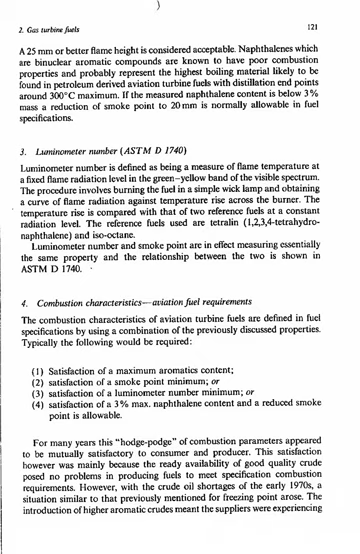 2. Gas turbine fuels 121
A 25 mm or better flame height is considered acceptable. Naphthalenes which
are binuclear aromatic compounds are known to have poor combustion
properties and probably represent the highest boiling material likely to be
found in petroleum derived aviation turbine fuels with distillation end points
around 300°C maximum. If the measured naphthalene content is below 3%
mass a reduction of smoke point to 20 mm is normally allowable in fuel
specifications.
3. Luminometer number (ASTM D 1740)
Luminometer number is defined as being a measure of flame temperature at
a fixed flame radiation level in the green–yellow band of the visible spectrum.
The procedure involves burning the fuel in a simple wick lamp and obtaining
a curve of flame radiation against temperature rise across the burner. The
temperature rise is compared with that of two reference fuels at a constant
radiation level. The reference fuels used are tetralin (1,2,3,4-tetrahydro-
naphthalene) and iso-octane.
Luminometer number and smoke point are in effect measuring essentially
the same property and the relationship between the two is shown in
ASTM D 1740.
4. Combustion characteristics—aviation fuel requirements
The combustion characteristics of aviation turbine fuels are defined in fuel
specifications by using a combination of the previously discussed properties.
Typically the following would be required:
(1) Satisfaction of a maximum aromatics content;
(2) satisfaction of a smoke point minimum; or
(3) satisfaction of a luminometer number minimum; or
(4) satisfaction of a 3% max. naphthalene content and a reduced smoke
point is allowable.
For many years this "hodge-podge" of combustion parameters appeared
to be mutually satisfactory to consumer and producer. This satisfaction
however was mainly because the ready availability of good quality crude
posed no problems in producing fuels to meet specification combustion
requirements. However, with the crude oil shortages of the early 1970s, a
situation similar to that previously mentioned for freezing point arose. The
introduction of higher aromatic crudes meant the suppliers were experiencing